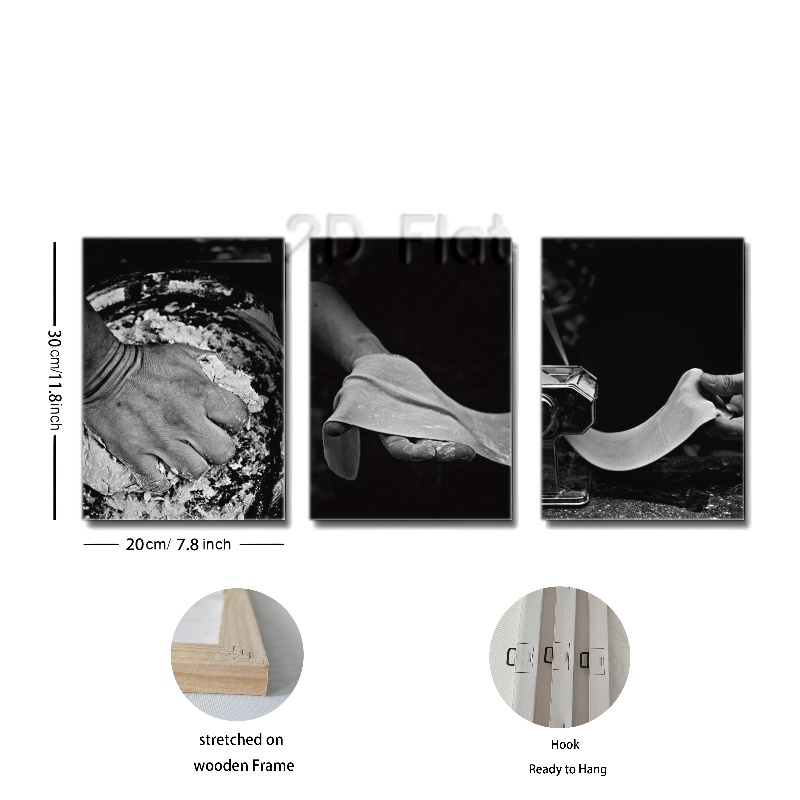 2D Flat
30cm/11.8inch
20cm/ 7.8 inch
stretched on
wooden Frame
Hook
Ready to Hang